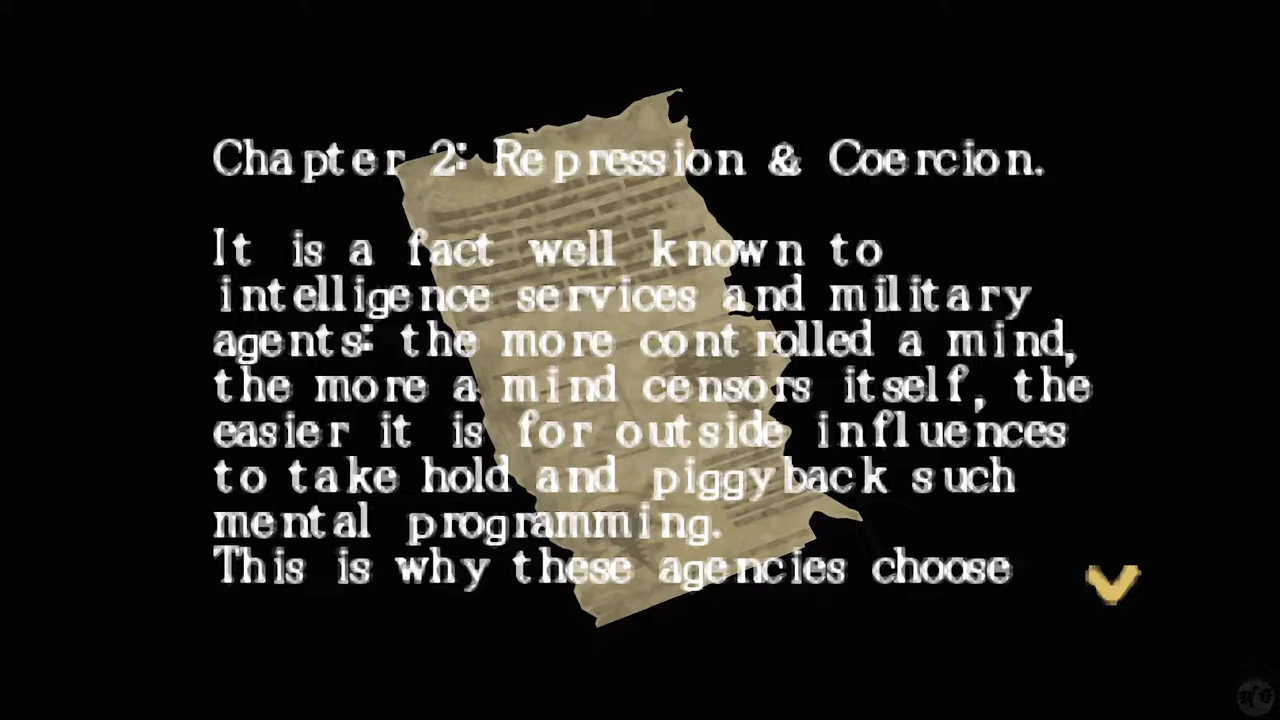 Chapter 2: Repression & Coercion.
It is a fact well known to
intelligence services and military
agents: the more controlled a mind,
the more a mind censors itself, the
easier it is for outside influences
to take hold and piggyback such
mental programming.
This is why these agencies choose